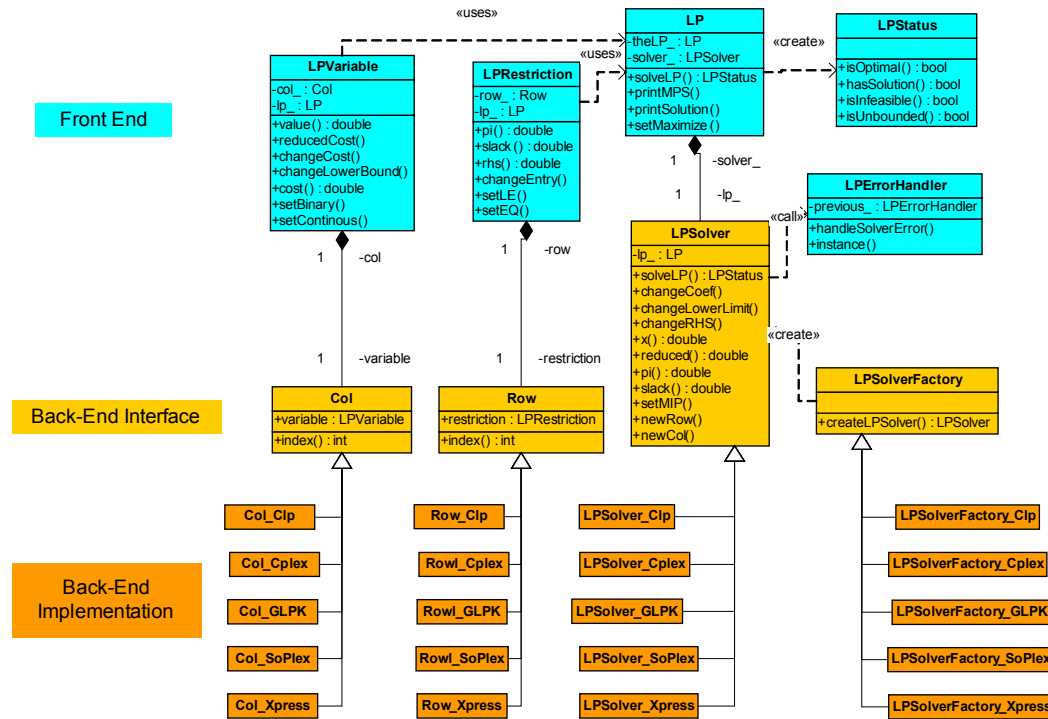 «uses»
LP
-theLP_ : LP
-solver_ : LPSolver
+solveLP() : LPStatus
+printMPS()
+printSolution()
+setMaximize()
«create»
LPStatus
+isOptimal() : bool
+hasSolution() : bool
+isInfeasible() : bool
+isUnbounded() : bool
Front End
LPVariable
-col_ : Col
-lp_ : LP
+value() : double
+reducedCost()
+changeCost()
+changeLowerBound()
+cost() : double
+setBinary()
+setContinous()
«uses»
LPRestriction
-row_ : Row
-lp_ : LP
+pi() : double
+slack() : double
+rhs() : double
+changeEntry()
+setLE()
+setEQ()
1
-solver_
1
-lp_
LPErrorHandler
-previous_ : LPErrorHandler
+handleSolverError()
+instance()
«call»
1
-col
1
-row
1
-variable
1
-restriction
LPSolver
-lp_ : LP
+solveLP() : LPStatus
+changeCoef()
+changeLowerLimit()
+changeRHS()
+x() : double
+reduced() : double
+pi() : double
+slack() : double
+setMIP()
+newRow()
+newCol()
«create»
Back-End Interface
Col
+variable : LPVariable
+index() : int
Row
+restriction : LPRestriction
+index() : int
LPSolverFactory
+createLPSolver() : LPSolver
Back-End
Implementation
Col_Clp
Row_Clp
LPSolver_Clp
LPSolverFactory_Clp
Col_Cplex
Rowl_Cplex
LPSolver_Cplex
LPSolverFactory_Cplex
Col_GLPK
Rowl_GLPK
LPSolver_GLPK
LPSolverFactory_GLPK
Col_SoPlex
Rowl_SoPlex
LPSolver_SoPlex
LPSolverFactory_SoPlex
Col_Xpress
Row_Xpress
LPSolver_Xpress
LPSolverFactory_Xpress